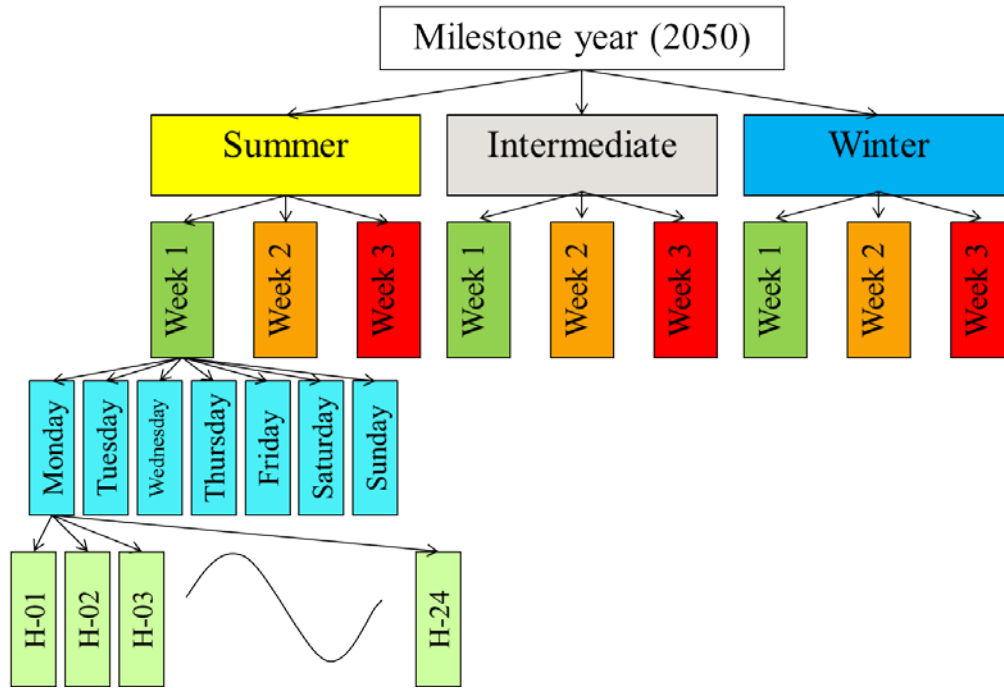 Milestone year (2050)
Summer
Intermediate
Winter
Week 1
Week 2
Week 3
Week 1
Week 2
Week 3
Week 1
Week 2
Week 3
Monday
Tuesday
Wednesday
Thursday
Friday
Saturday
Sunday
H-01
H-02
H-03
H-24